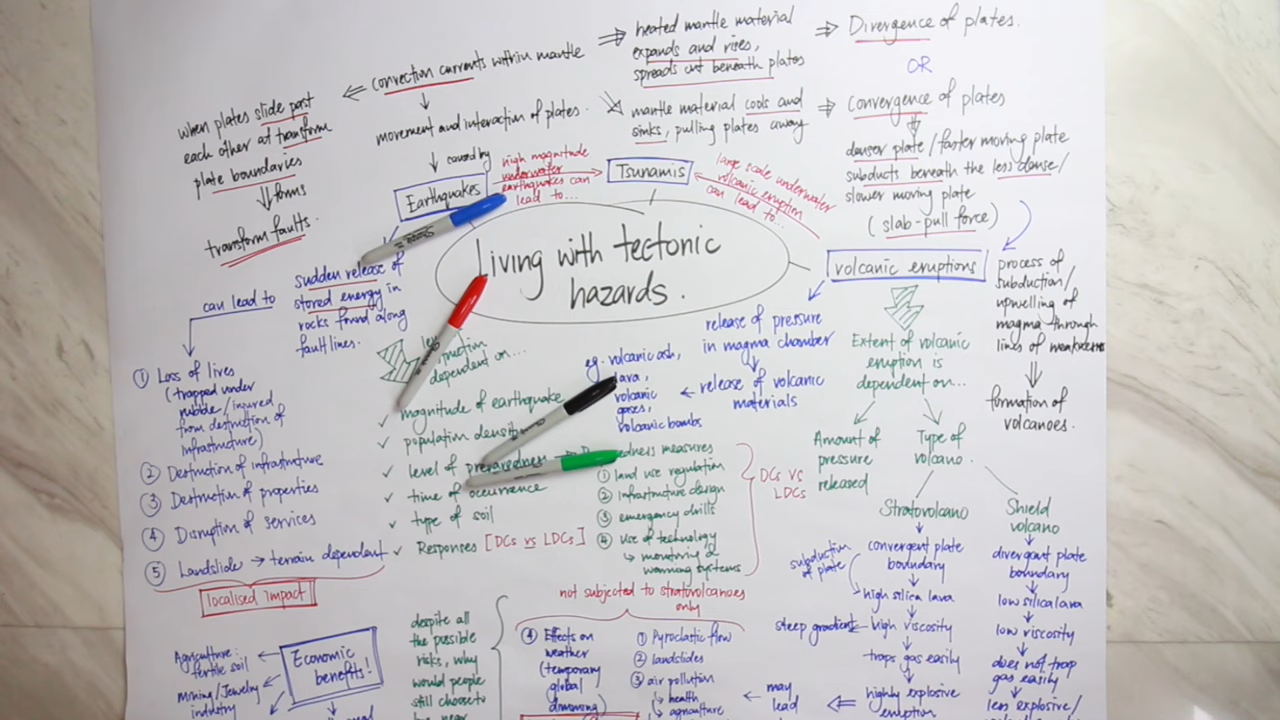 convection currents within mantle
heated mantle material
expands and rises,
spreads out beneath plates
Divergence of plates.
OR
when plates slide past
each other at transform
plate boundaries
forms
transform faults.
movement and interaction of plates.
mantle material cools and
sinks, pulling plates away
Convergence of plates
denser plate / faster moving plate
subducts beneath the less dense /
slower moving plate
(slab-pull force)
caused by
Earthquakes
high magnitude
underwater
earthquakes can
lead to...
Tsunamis
large scale underwater
volcanic eruption
can lead to...
Living with tectonic
hazards.
volcanic eruptions
process of
subduction/
upwelling of
magma through
lines of weakness
formation of
volcanoes.
sudden release of
stored energy in
rocks found along
fault lines.
can lead to
① Loss of lives
(trapped under
rubble / injured
from destruction of
infrastructure)
② Destruction of infrastructure
③ Destruction of properties
④ Disruption of services
⑤ Landslide → terrain dependent
localised impact
dependent on...
✓ magnitude of earthquake
✓ population density
✓ level of preparedness
✓ time of occurrence
✓ type of soil
✓ Responses [DCs vs LDCs]
measures
① land use regulation
② infrastructure design
③ emergency drills
④ Use of technology
↳ monitoring &
warning systems
DCs vs
LDCs
release of pressure
in magma chamber
release of volcanic
materials
eg. volcanic ash,
lava,
volcanic
gases,
volcanic bombs
Extent of volcanic
eruption is
dependent on...
Amount of
pressure
released
Type of
volcano.
Stratovolcano
convergent plate
boundary
subduction
of plate
high silica lava
high viscosity
steep gradient
traps gas easily
highly explosive
eruption
may
lead
Shield
volcano
divergent plate
boundary
low silica lava
low viscosity
does not trap
gas easily
less explosive/
not subjected to stratovolcanoes
only
④ Effects on
weather
(temporary
global
dimming)
① Pyroclastic flow
② landslides
③ air pollution
↳ health
↳ agriculture
despite all
the possible
risks, why
would people
still choose to
Economic
benefits!
Agriculture:
fertile soil
Mining/Jewelry
industry